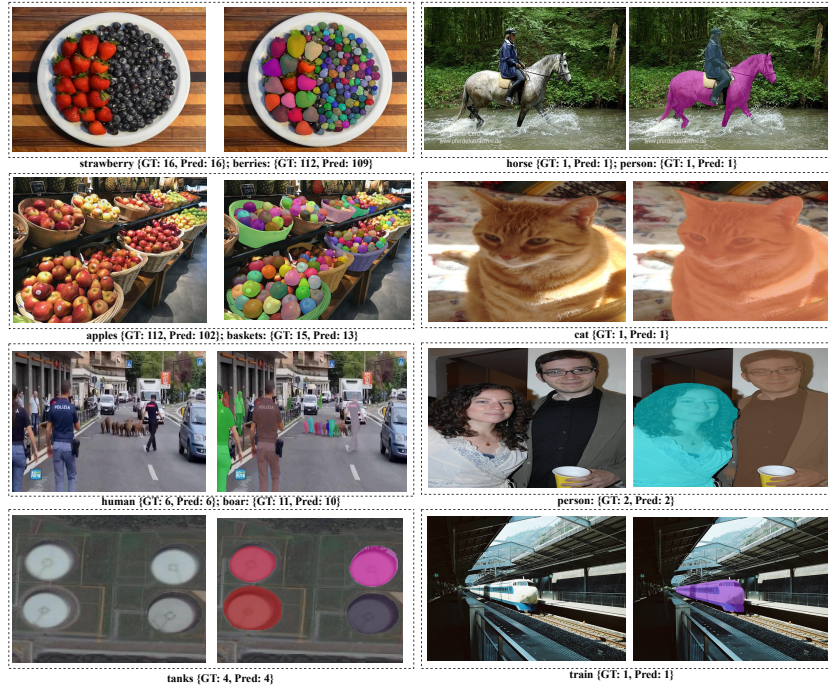 strawberry {GT: 16, Pred: 16}; berries: {GT: 112, Pred: 109}
horse {GT: 1, Pred: 1}; person: {GT: 1, Pred: 1}
apples {GT: 112, Pred: 102}; baskets: {GT: 15, Pred: 13}
cat {GT: 1, Pred: 1}
POLIZIA
POLIZIA
human {GT: 6, Pred: 6}; boar: {GT: 11, Pred: 10}
person: {GT: 2, Pred: 2}
tanks {GT: 4, Pred: 4}
train {GT: 1, Pred: 1}